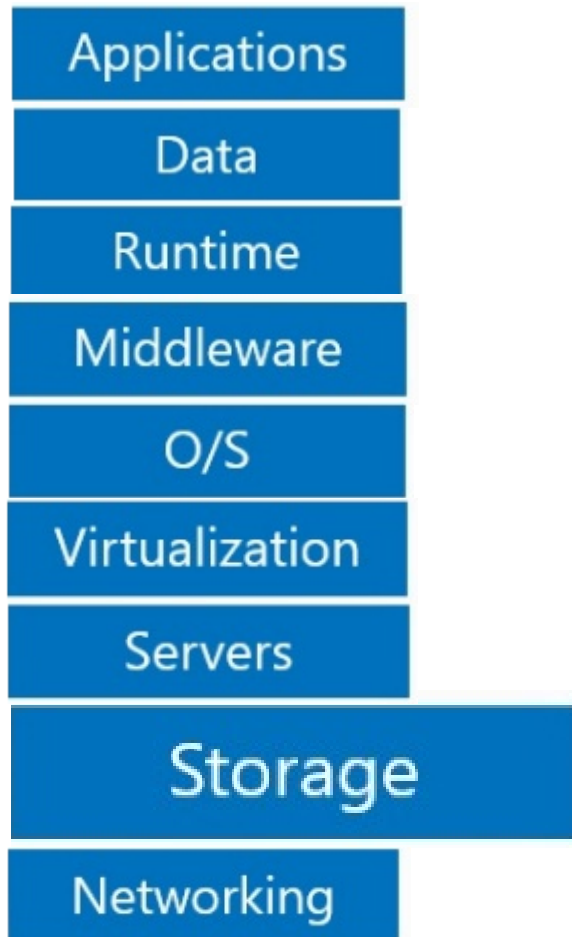 Applications
Data
Runtime
Middleware
O/S
Virtualization
Servers
Storage
Networking